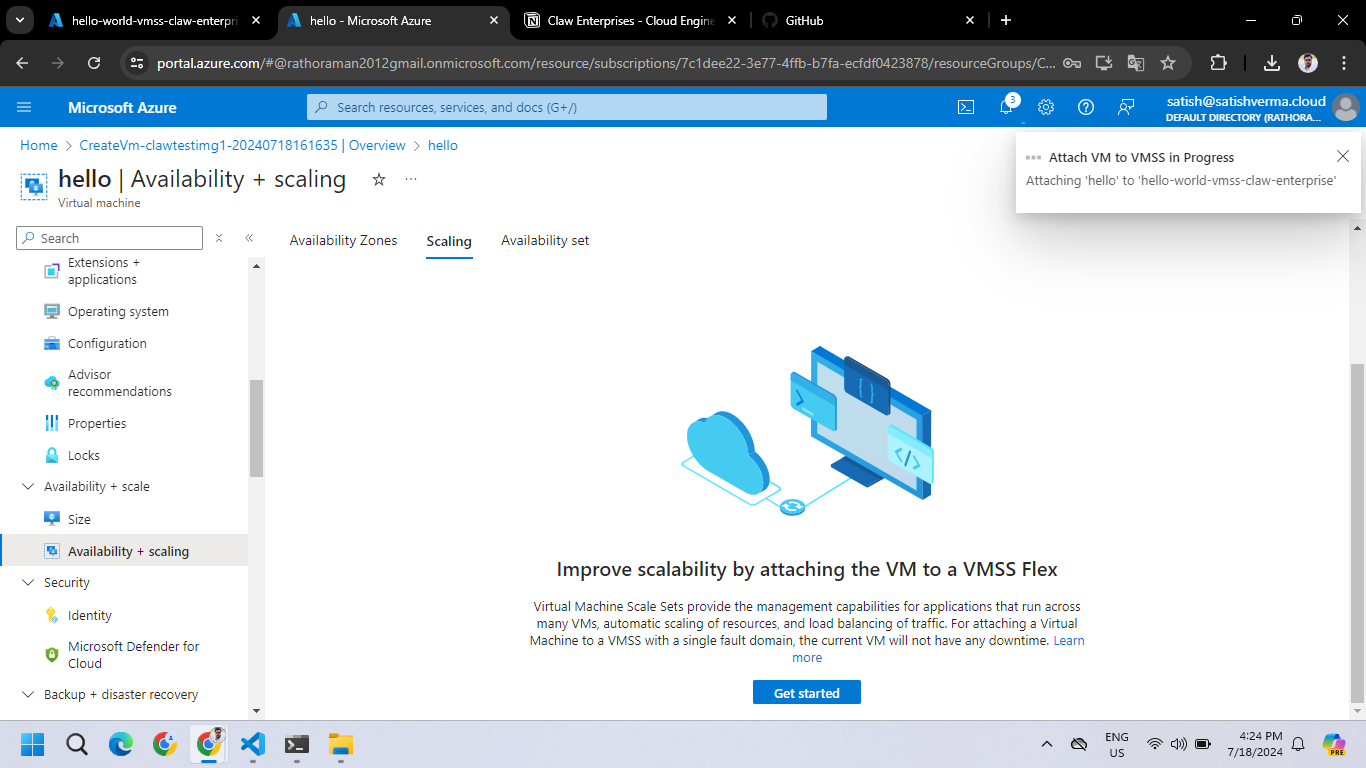 hello-world-vmss-claw-enterpri
hello - Microsoft Azure
Claw Enterprises - Cloud Engine
GitHub
portal.azure.com/#@rathoraman2012gmail.onmicrosoft.com/resource/subscriptions/7c1dee22-3e77-4ffb-b7fa-ecfdf0423878/resourceGroups/C...
Microsoft Azure
Search resources, services, and docs (G+/)
3
satish@satishverma.cloud
DEFAULT DIRECTORY (RATHORA...
Home > CreateVm-clawtestimg1-20240718161635 | Overview > hello
Attach VM to VMSS in Progress
Attaching 'hello' to 'hello-world-vmss-claw-enterprise'
hello | Availability + scaling
Virtual machine
Search
Availability Zones
Scaling
Availability set
Extensions +
applications
Operating system
Configuration
Advisor
recommendations
Properties
Locks
Availability + scale
Size
Availability + scaling
Security
Identity
Microsoft Defender for
Cloud
Backup + disaster recovery
Improve scalability by attaching the VM to a VMSS Flex
Virtual Machine Scale Sets provide the management capabilities for applications that run across
many VMs, automatic scaling of resources, and load balancing of traffic. For attaching a Virtual
Machine to a VMSS with a single fault domain, the current VM will not have any downtime. Learn
more
Get started
ENG
US
4:24 PM
7/18/2024
PRE